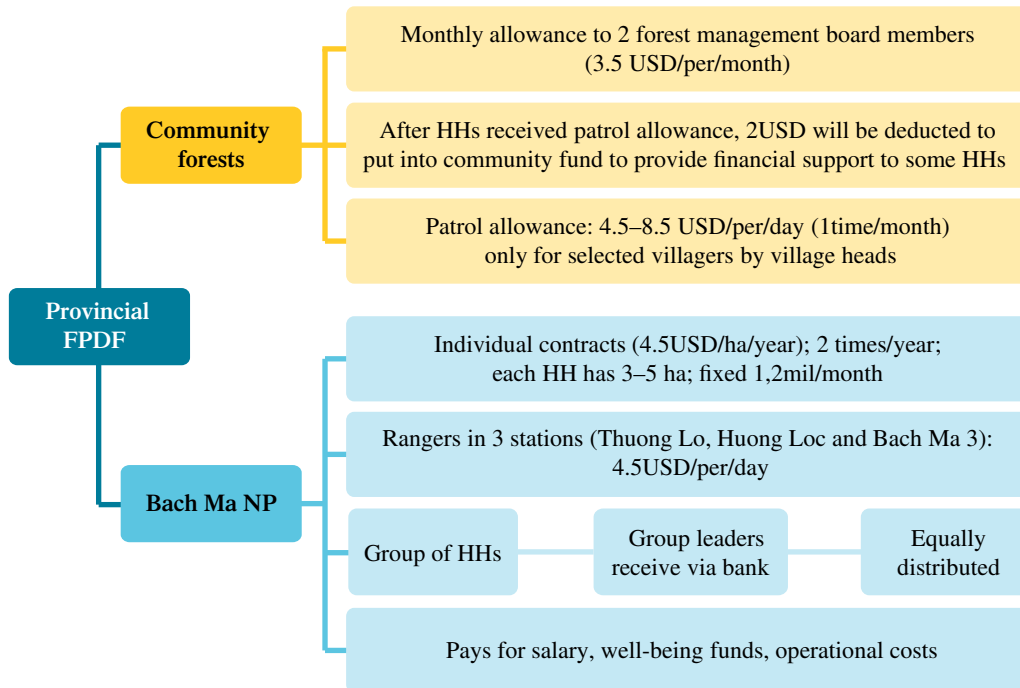 Monthly allowance to 2 forest management board members
(3.5 USD/per/month)
Community
forests
After HHs received patrol allowance, 2USD will be deducted to
put into community fund to provide financial support to some HHs
Patrol allowance: 4.5–8.5 USD/per/day (1time/month)
only for selected villagers by village heads
Provincial
FPDF
Individual contracts (4.5USD/ha/year); 2 times/year;
each HH has 3–5 ha; fixed 1,2mil/month
Rangers in 3 stations (Thuong Lo, Huong Loc and Bach Ma 3):
4.5USD/per/day
Bach Ma NP
Group of HHs
Group leaders
receive via bank
Equally
distributed
Pays for salary, well-being funds, operational costs